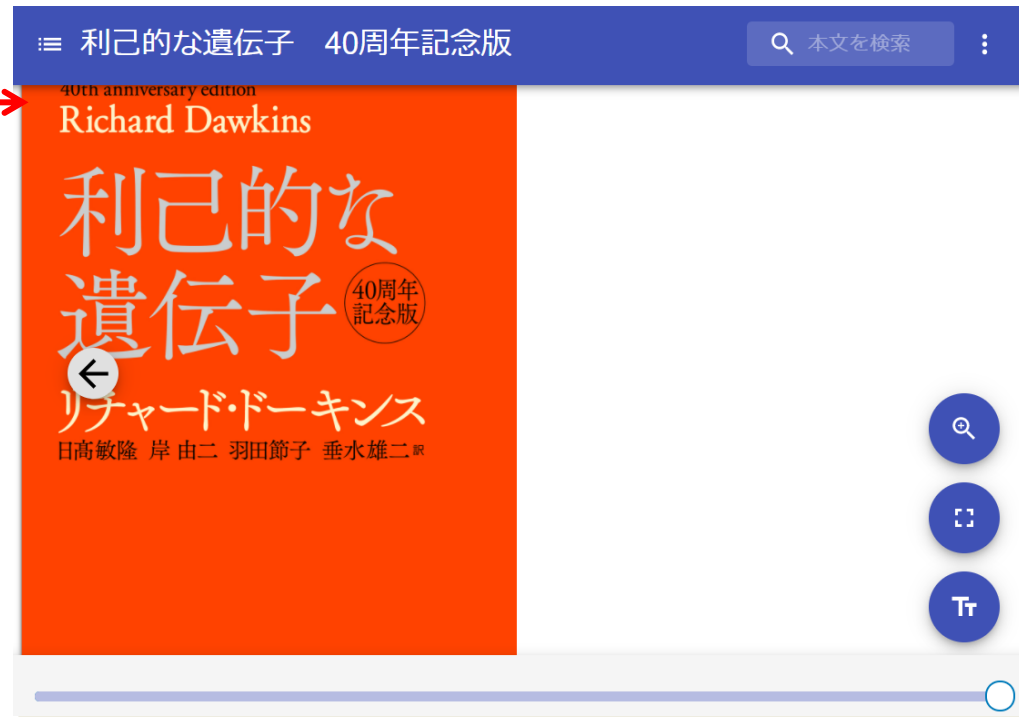 利己的な遺伝子 40周年記念版
本文を検索
40th anniversary edition
Richard Dawkins
利己的な
遺伝子
40周年
記念版
リチャード・ドーキンス
日髙敏隆 岸 由二 羽田節子 垂水雄二 訳
Tт